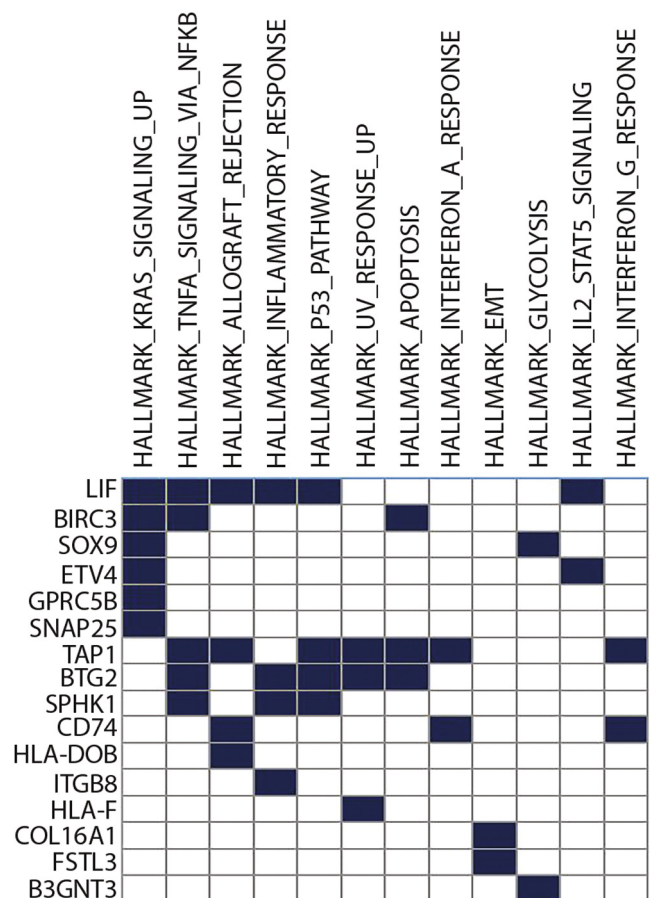 HALLMARK_KRAS_SIGNALING_UP
HALLMARK_TNFA_SIGNALING_VIA_NFKB
HALLMARK_ALLOGRAFT_REJECTION
HALLMARK_INFLAMMATORY_RESPONSE
HALLMARK_P53_PATHWAY
HALLMARK_UV_RESPONSE_UP
HALLMARK_APOPTOSIS
HALLMARK_INTERFERON_A_RESPONSE
HALLMARK_EMT
HALLMARK_GLYCOLYSIS
HALLMARK_IL2_STAT5_SIGNALING
HALLMARK_INTERFERON_G_RESPONSE
LIF
BIRC3
SOX9
ETV4
GPRC5B
SNAP25
TAP1
BTG2
SPHK1
CD74
HLA-DOB
ITGB8
HLA-F
COL16A1
FSTL3
B3GNT3